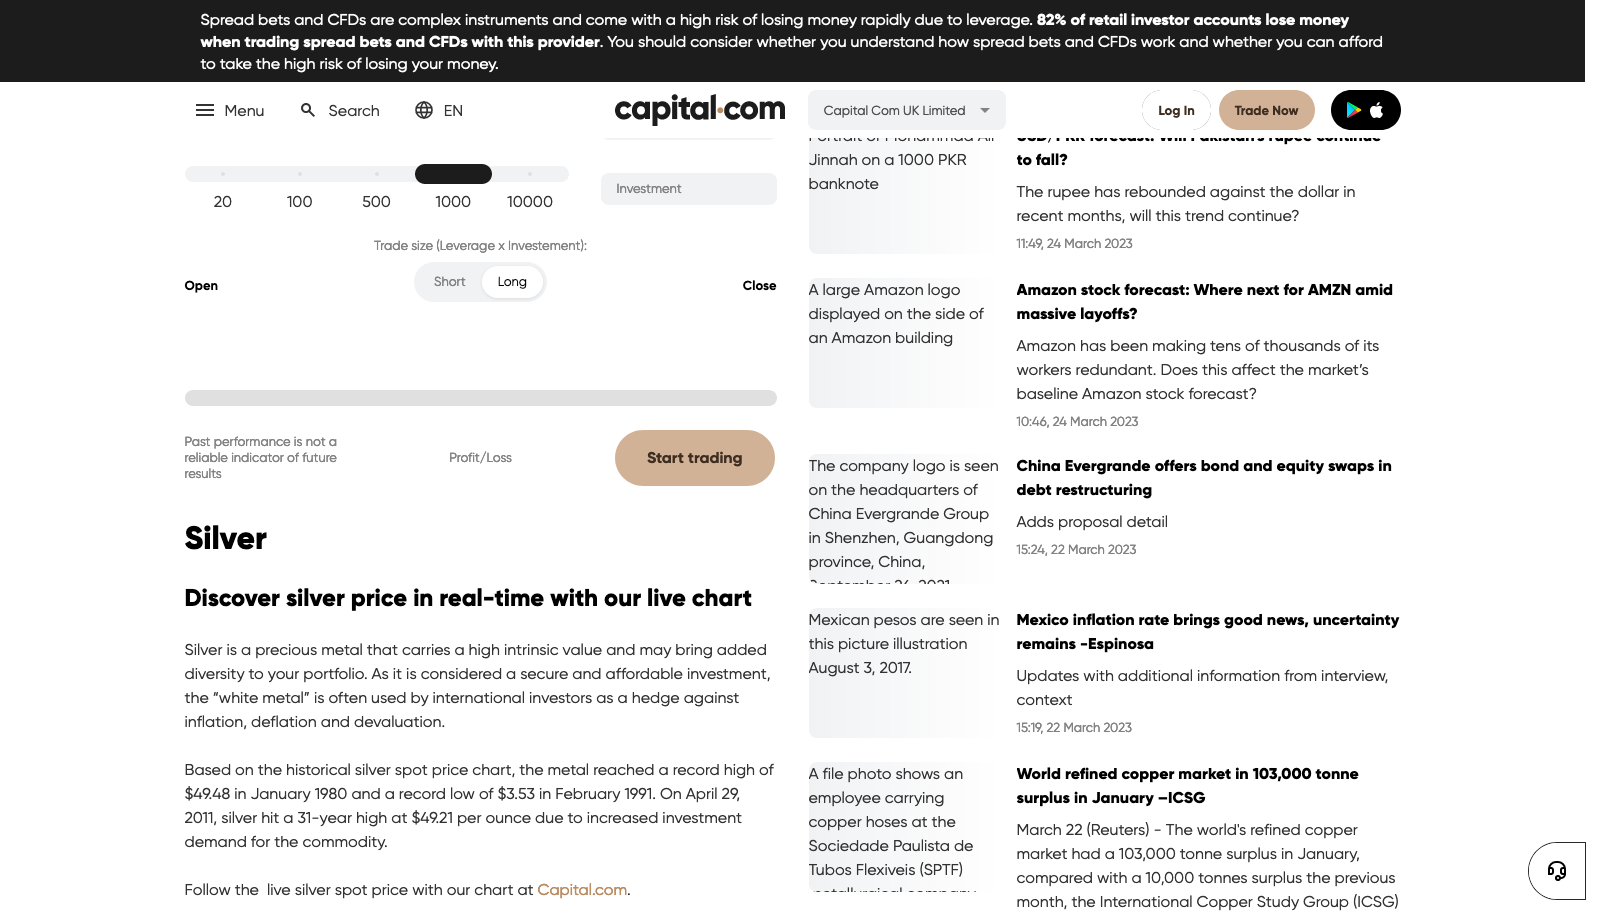 Spread bets and CFDs are complex instruments and come with a high risk of losing money rapidly due to leverage. 82% of retail investor accounts lose money
when trading spread bets and CFDs with this provider. You should consider whether you understand how spread bets and CFDs work and whether you can afford
to take the high risk of losing your money.
Menu
Search
EN
capital.com
Capital Com UK Limited
Log In
Trade Now
20
100
500
1000
10000
Investment
Trade size (Leverage x Investement):
Open
Short
Long
Close
Past performance is not a
reliable indicator of future
results
Profit/Loss
Start trading
Silver
Discover silver price in real-time with our live chart
Silver is a precious metal that carries a high intrinsic value and may bring added
diversity to your portfolio. As it is considered a secure and affordable investment,
the “white metal” is often used by international investors as a hedge against
inflation, deflation and devaluation.
Based on the historical silver spot price chart, the metal reached a record high of
$49.48 in January 1980 and a record low of $3.53 in February 1991. On April 29,
2011, silver hit a 31-year high at $49.21 per ounce due to increased investment
demand for the commodity.
Follow the  live silver spot price with our chart at Capital.com.
Portrait of Mohammad Ali
Jinnah on a 1000 PKR
banknote
USD/PKR forecast: Will Pakistan's rupee continue
to fall?
The rupee has rebounded against the dollar in
recent months, will this trend continue?
11:49, 24 March 2023
A large Amazon logo
displayed on the side of
an Amazon building
Amazon stock forecast: Where next for AMZN amid
massive layoffs?
Amazon has been making tens of thousands of its
workers redundant. Does this affect the market’s
baseline Amazon stock forecast?
10:46, 24 March 2023
The company logo is seen
on the headquarters of
China Evergrande Group
in Shenzhen, Guangdong
province, China,
September 26, 2021
China Evergrande offers bond and equity swaps in
debt restructuring
Adds proposal detail
15:24, 22 March 2023
Mexican pesos are seen in
this picture illustration
August 3, 2017.
Mexico inflation rate brings good news, uncertainty
remains -Espinosa
Updates with additional information from interview,
context
15:19, 22 March 2023
A file photo shows an
employee carrying
copper hoses at the
Sociedade Paulista de
Tubos Flexiveis (SPTF)
metallurgical company
World refined copper market in 103,000 tonne
surplus in January –ICSG
March 22 (Reuters) - The world's refined copper
market had a 103,000 tonne surplus in January,
compared with a 10,000 tonnes surplus the previous
month, the International Copper Study Group (ICSG)